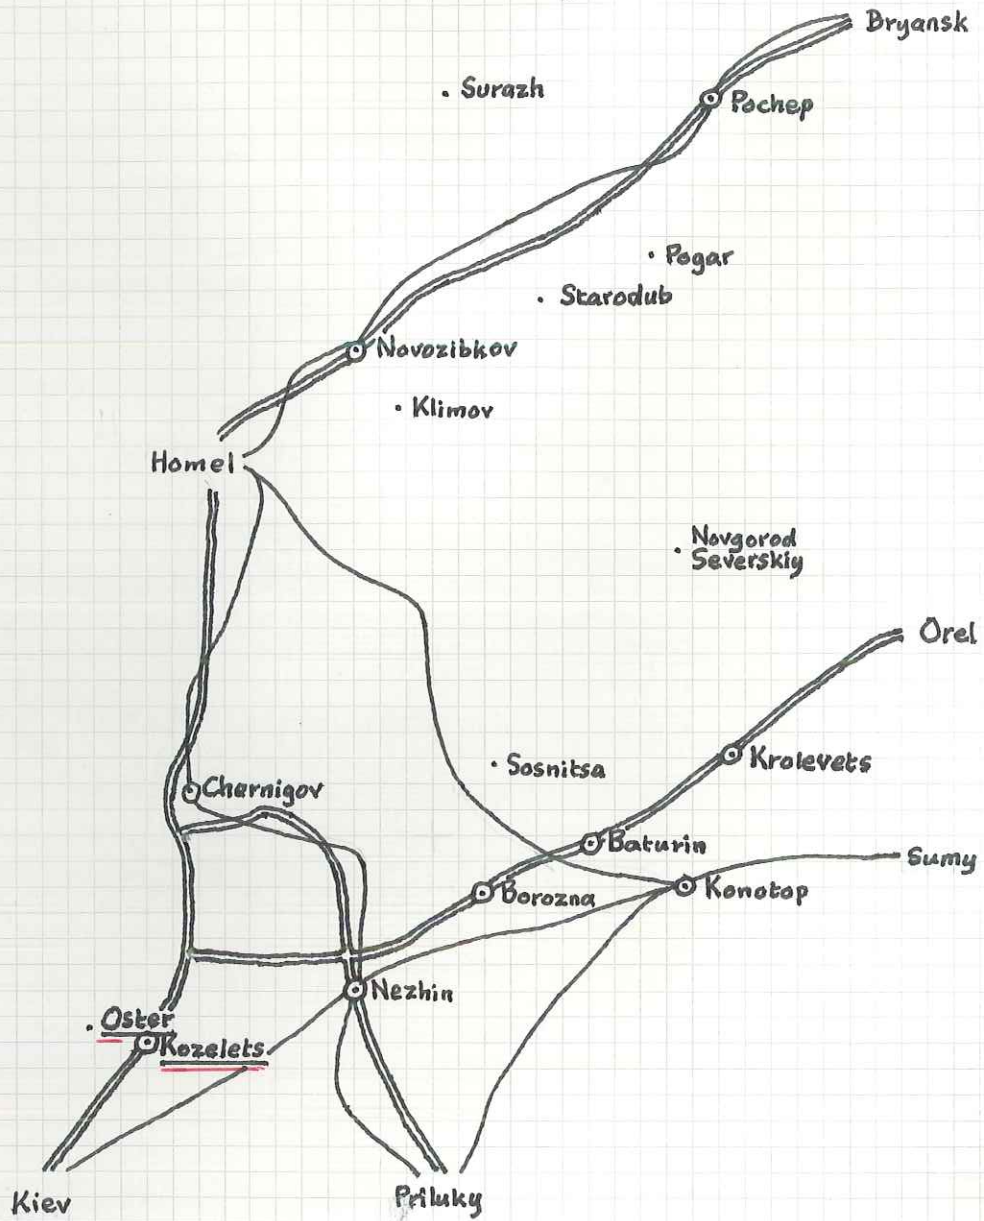 Bryansk
Surazh
Pochep
Pogar
Starodub
Novozibkov
Klimov
Homel
Novgorod
Severskiy
Orel
Krolevets
Sosnitsa
Charnigov
Baturin
Sumy
Konotop
Borozna
Nezhin
Oster
Kozelets
Kiev
Priluky